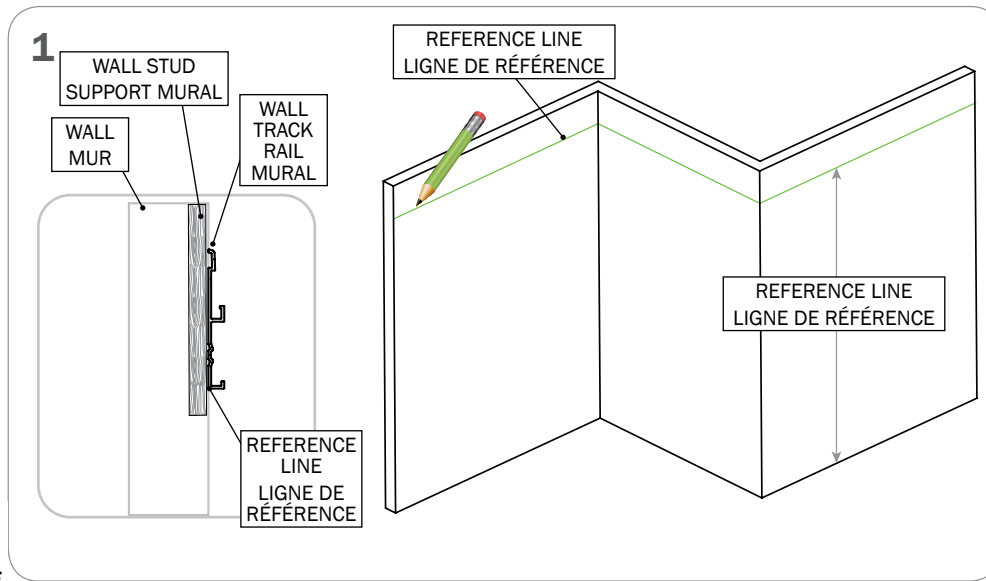 1
WALL STUD
SUPPORT MURAL
WALL
MUR
WALL
TRACK
RAIL
MURAL
REFERENCE
LINE
LIGNE DE
RÉFÉRENCE
REFERENCE LINE
LIGNE DE RÉFÉRENCE
REFERENCE LINE
LIGNE DE RÉFÉRENCE